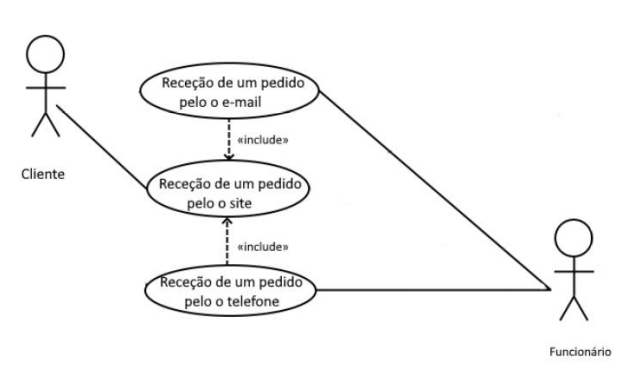 Receção de um pedido
pelo o e-mail
«include»
Cliente
Receção de um pedido
pelo o site
«include»
Receção de um pedido
pelo o telefone
Funcionário